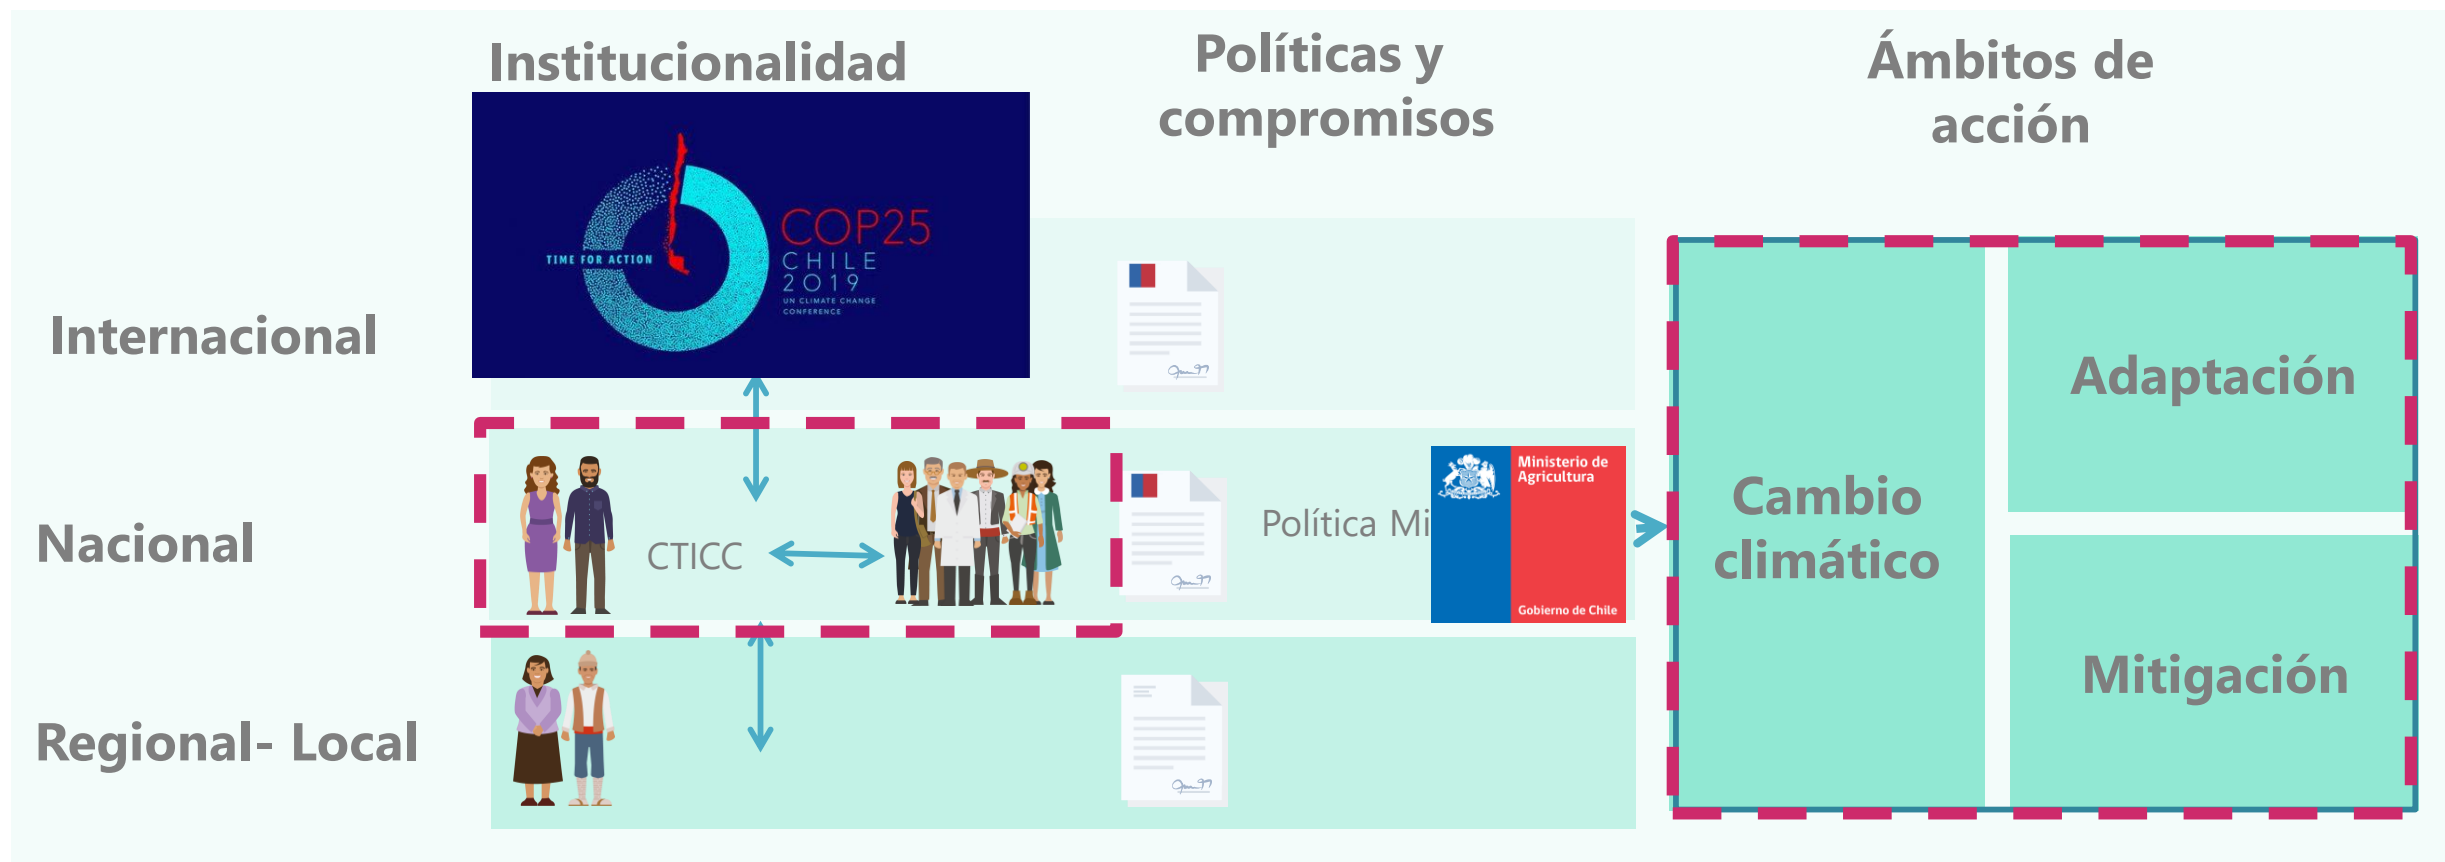 Institucionalidad
Políticas y
compromisos
Ámbitos de
acción
COP25
CHILE
2019
UN CLIMATE CHANGE
CONFERENCE
TIME FOR ACTION
Internacional
Nacional
CTICC
Política Mi
Ministerio de
Agricultura
Gobierno de Chile
Regional- Local
Cambio
climático
Adaptación
Mitigación